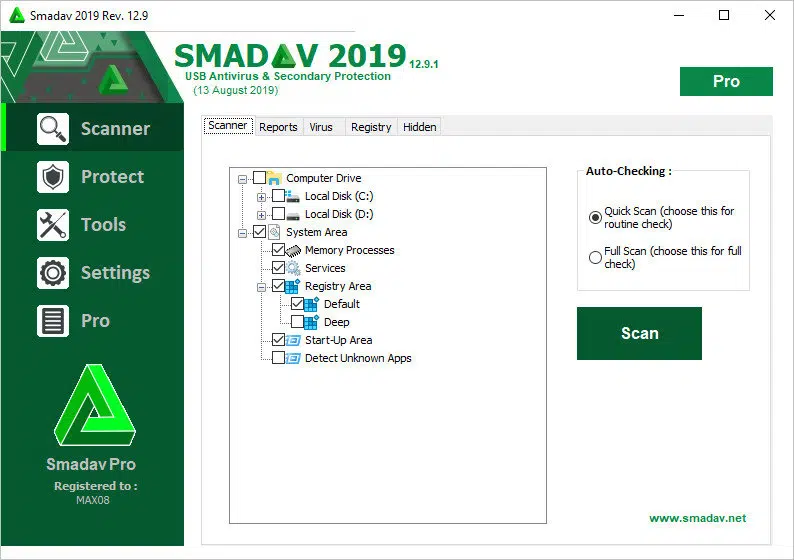 Smadav 2019 Rev. 12.9
SMADAV 2019 12.9.1
USB Antivirus & Secondary Protection
(13 August 2019)
Pro
Scanner
Protect
Tools
Settings
Pro
Smadav Pro
Registered to :
MAX08
Scanner Reports Virus Registry Hidden
Computer Drive
Local Disk (C:)
Local Disk (D:)
System Area
Memory Processes
Services
Registry Area
Default
Deep
Start-Up Area
Detect Unknown Apps
Auto-Checking :
Quick Scan (choose this for
routine check)
Full Scan (choose this for full
check)
Scan
www.smadav.net